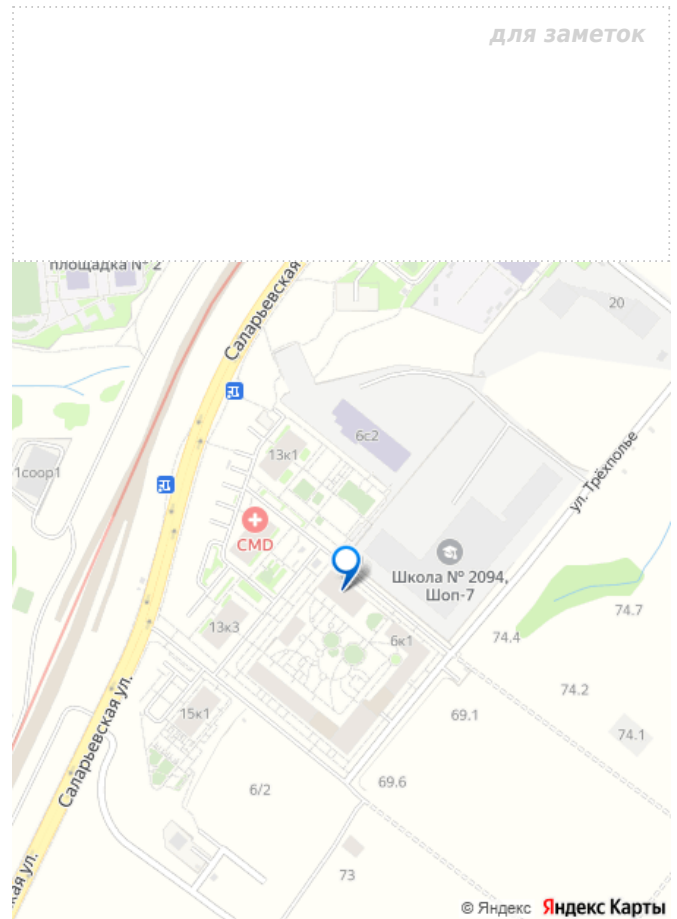 для заметок
площадка № 2
Саларьевская
20
6с2
13к1
1соор1
ул. Трёхполье
CMD
Школа № 2094,
Шоп-7
74.7
13к3
6к1
74.4
74.2
15к1
69.1
74.1
Саларьевская ул.
6/2
69.6
73
кая ул.
© Яндекс Яндекс Карты